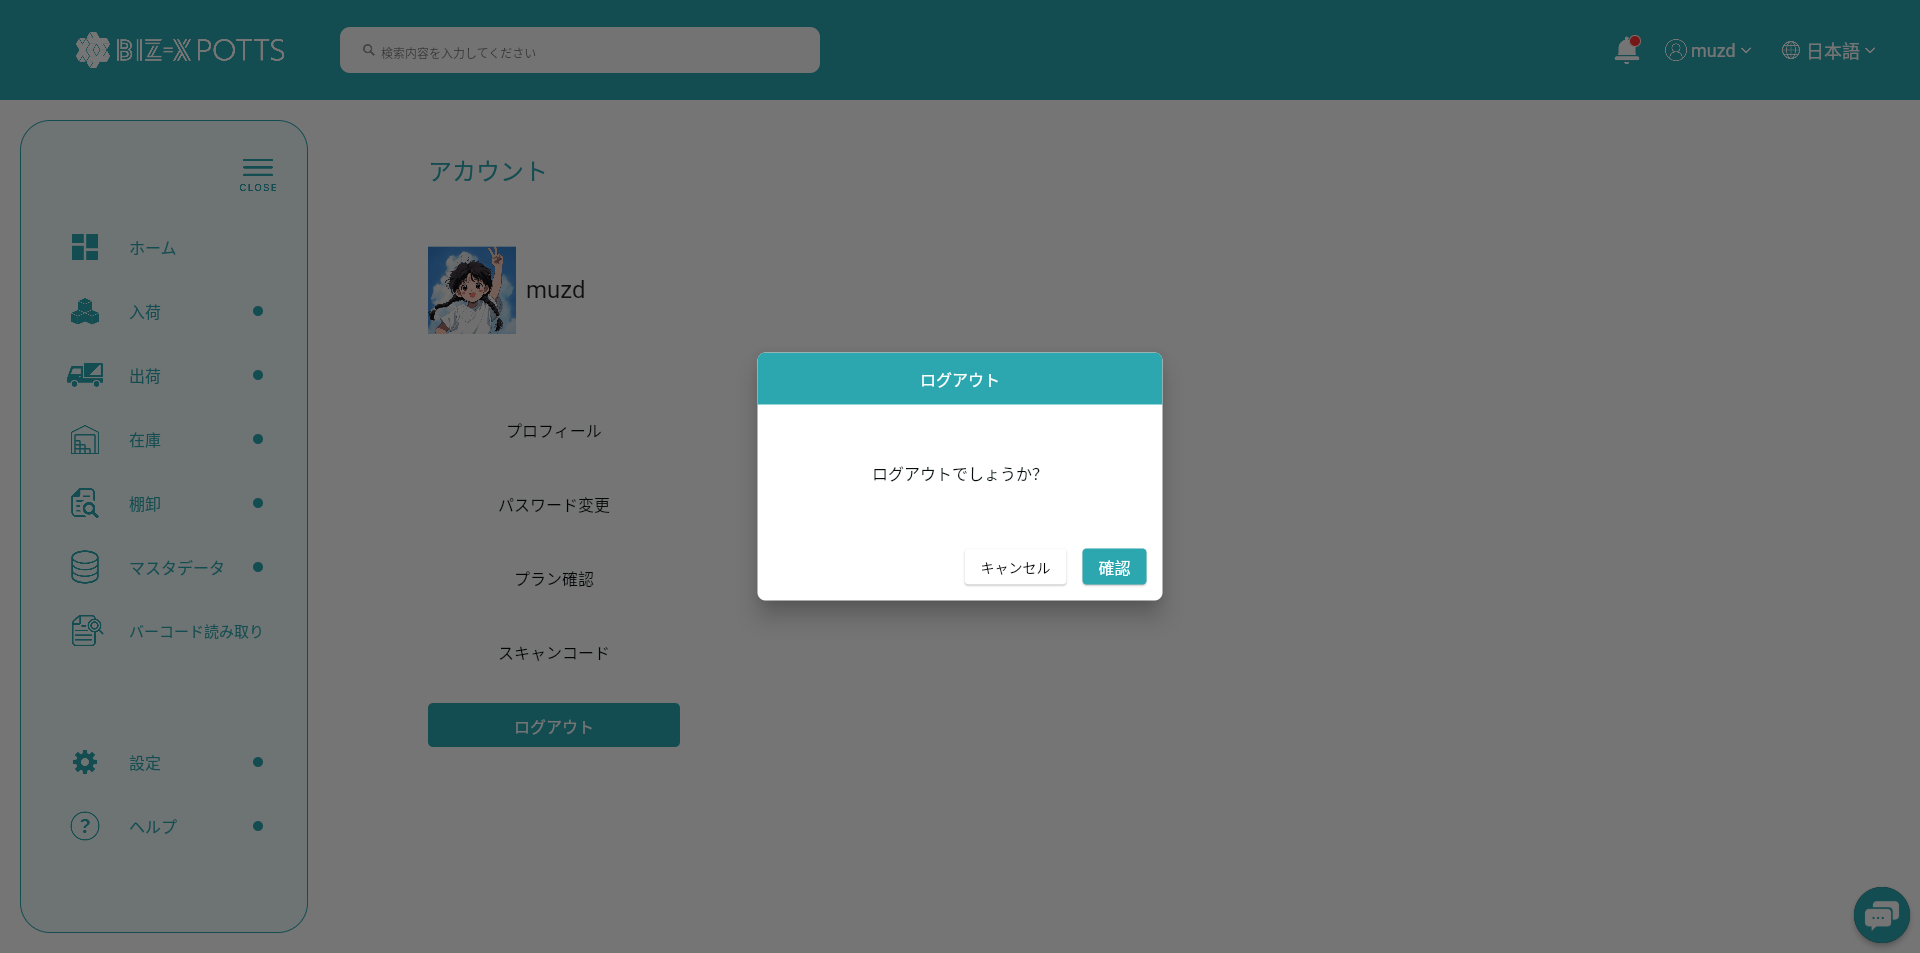 BIZ=X POTTS
検索内容を入力してください
muzd
日本語
CLOSE
ホーム
入荷
出荷
在庫
棚卸
マスタデータ
バーコード読み取り
設定
ヘルプ
アカウント
muzd
プロフィール
パスワード変更
プラン確認
スキャンコード
ログアウト
ログアウト
ログアウトでしょうか?
キャンセル
確認